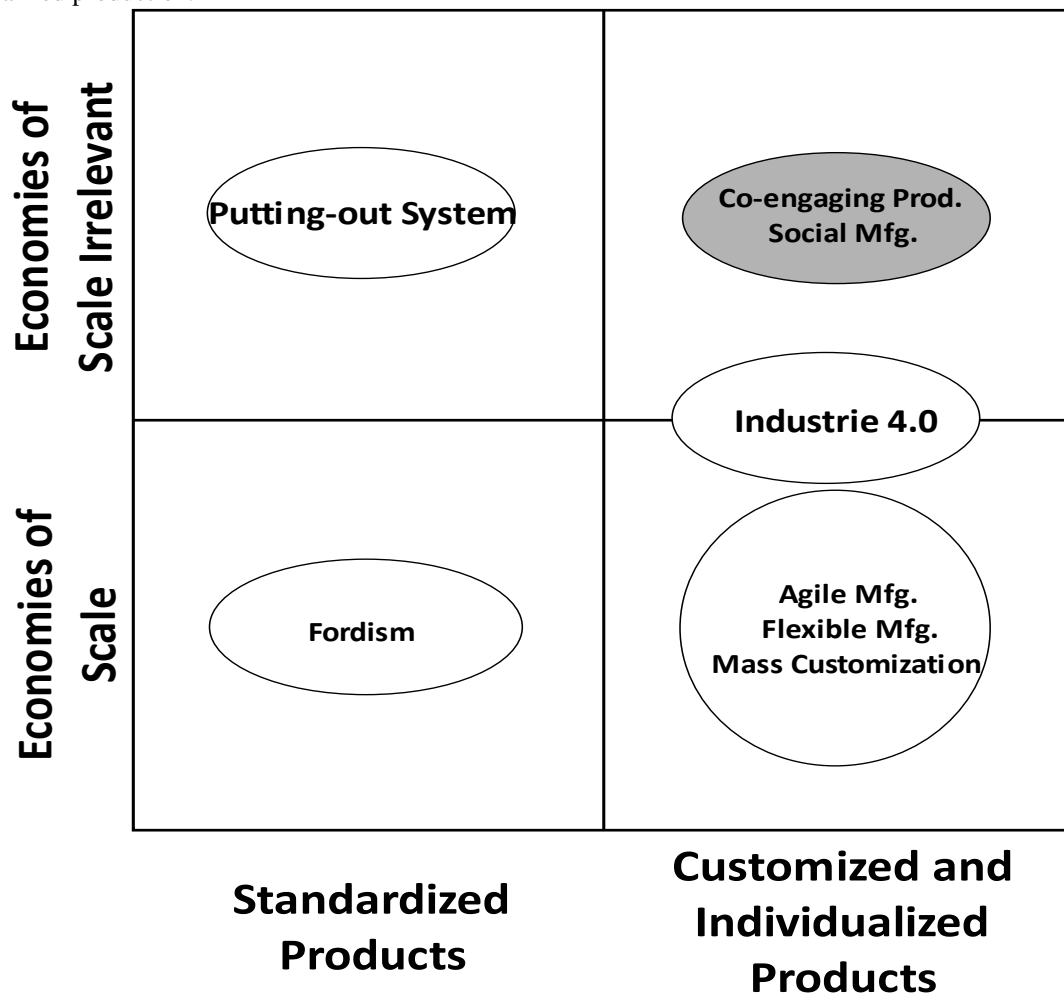 Economies of
Scale Irrelevant
Putting-out System
Co-engaging Prod.
Social Mfg.
Industrie 4.0
Economies of
Scale
Fordism
Agile Mfg.
Flexible Mfg.
Mass Customization
Standardized
Products
Customized and
Individualized
Products